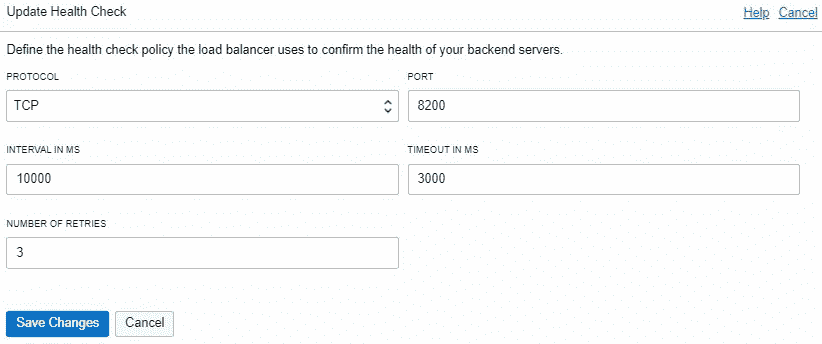 Update Health Check
Help Cancel
Define the health check policy the load balancer uses to confirm the health of your backend servers.
PROTOCOL
PORT
TCP
8200
INTERVAL IN MS
TIMEOUT IN MS
10000
3000
NUMBER OF RETRIES
3
Save Changes
Cancel